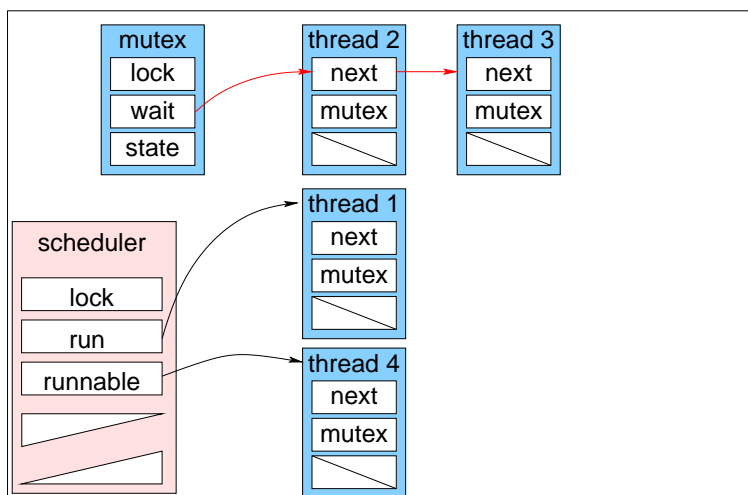 mutex
lock
wait
state
thread 2
next
mutex
thread 3
next
mutex
thread 1
next
mutex
scheduler
lock
run
runnable
thread 4
next
mutex